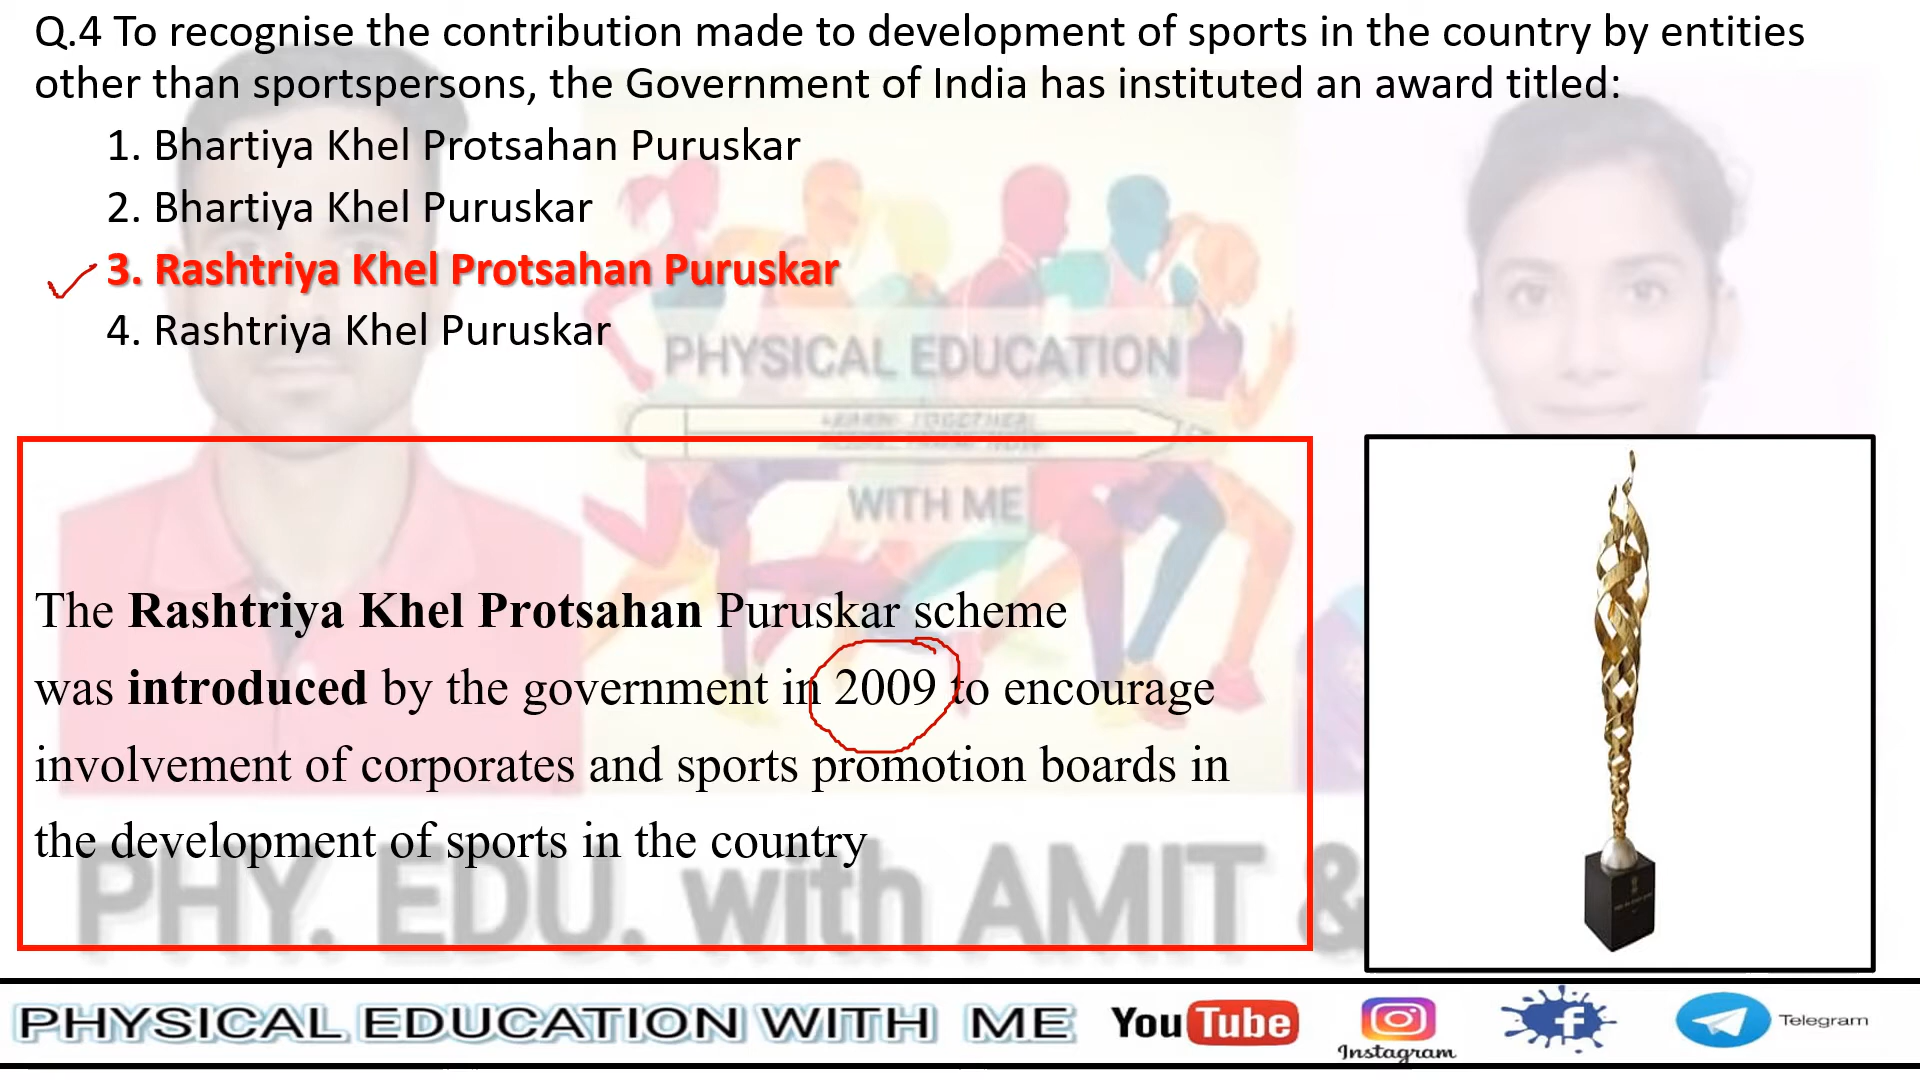 Q.4 To recognise the contribution made to development of sports in the country by entities
other than sportspersons, the Government of India has instituted an award titled:
1. Bhartiya Khel Protsahan Puruskar
2. Bhartiya Khel Puruskar
3. Rashtriya Khel Protsahan Puruskar
4. Rashtriya Khel Puruskar
PHYSICAL EDUCATION
WITH ME
The Rashtriya Khel Protsahan Puruskar scheme
was introduced by the government in 2009 to encourage
involvement of corporates and sports promotion boards in
the development of sports in the country
PHY. EDU. with AMIT &
PHYSICAL EDUCATION WITH ME
YouTube
Instagram
f
Telegram